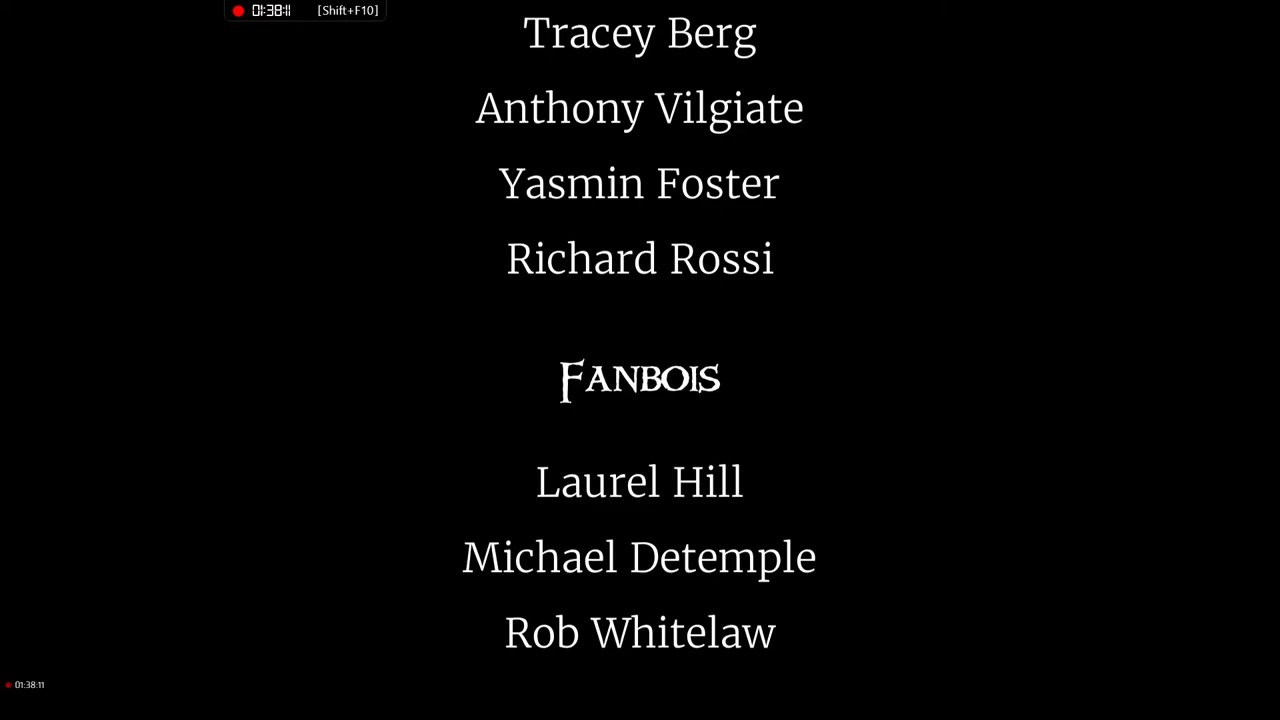 01:38:11 [Shift+F10]
Tracey Berg
Anthony Vilgiate
Yasmin Foster
Richard Rossi
Fanbois
Laurel Hill
Michael Detemple
Rob Whitelaw
01:38:11